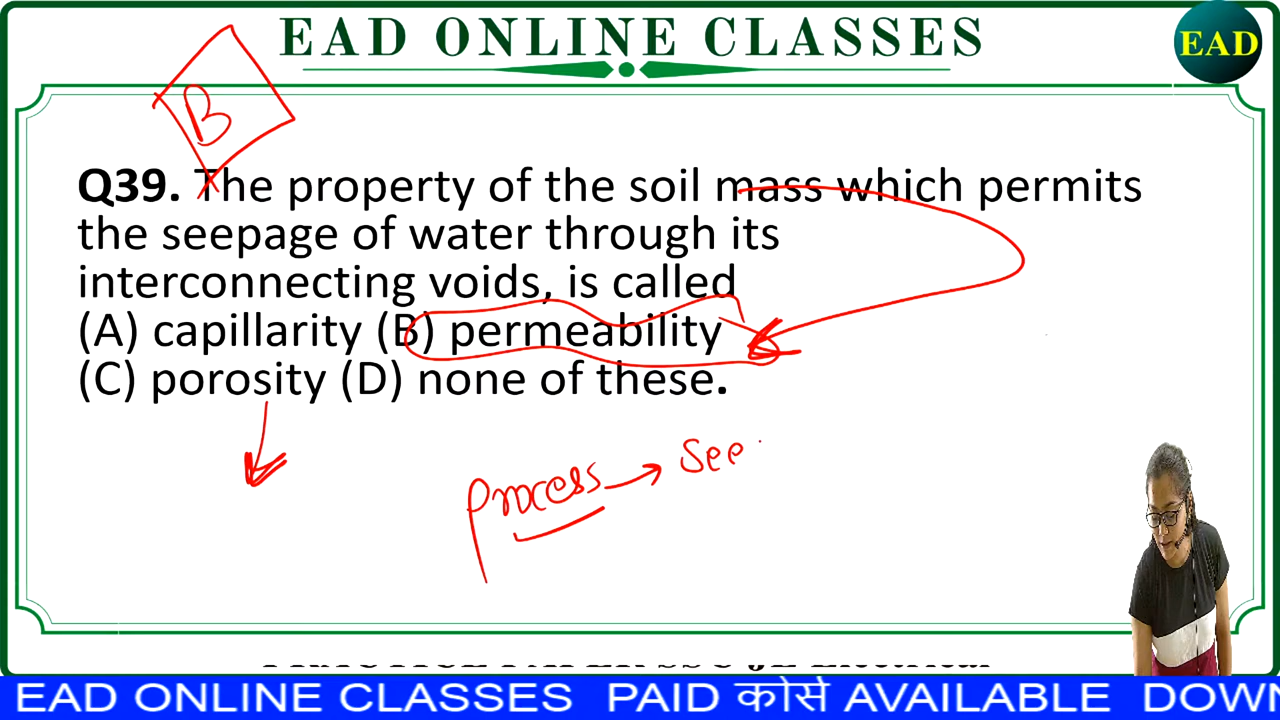 EAD ONLINE CLASSES
EAD
B
Q39. The property of the soil mass which permits
the seepage of water through its
interconnecting voids, is called
(A) capillarity (B) permeability
(C) porosity (D) none of these.
Process → See
EAD ONLINE CLASSES PAID कोर्स AVAILABLE DOWN